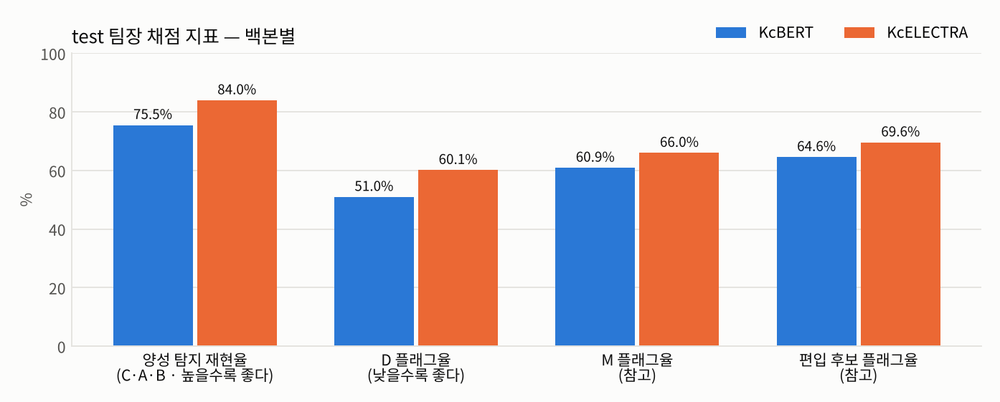 test 팀장 채점 지표 — 백본별
KcBERT
KcELECTRA
100
80
60
40
20
0
%
75.5%
84.0%
51.0%
60.1%
60.9%
66.0%
64.6%
69.6%
양성 탐지 재현율
(C·A·B · 높을수록 좋다)
D 플래그율
(낮을수록 좋다)
M 플래그율
(참고)
편입 후보 플래그율
(참고)